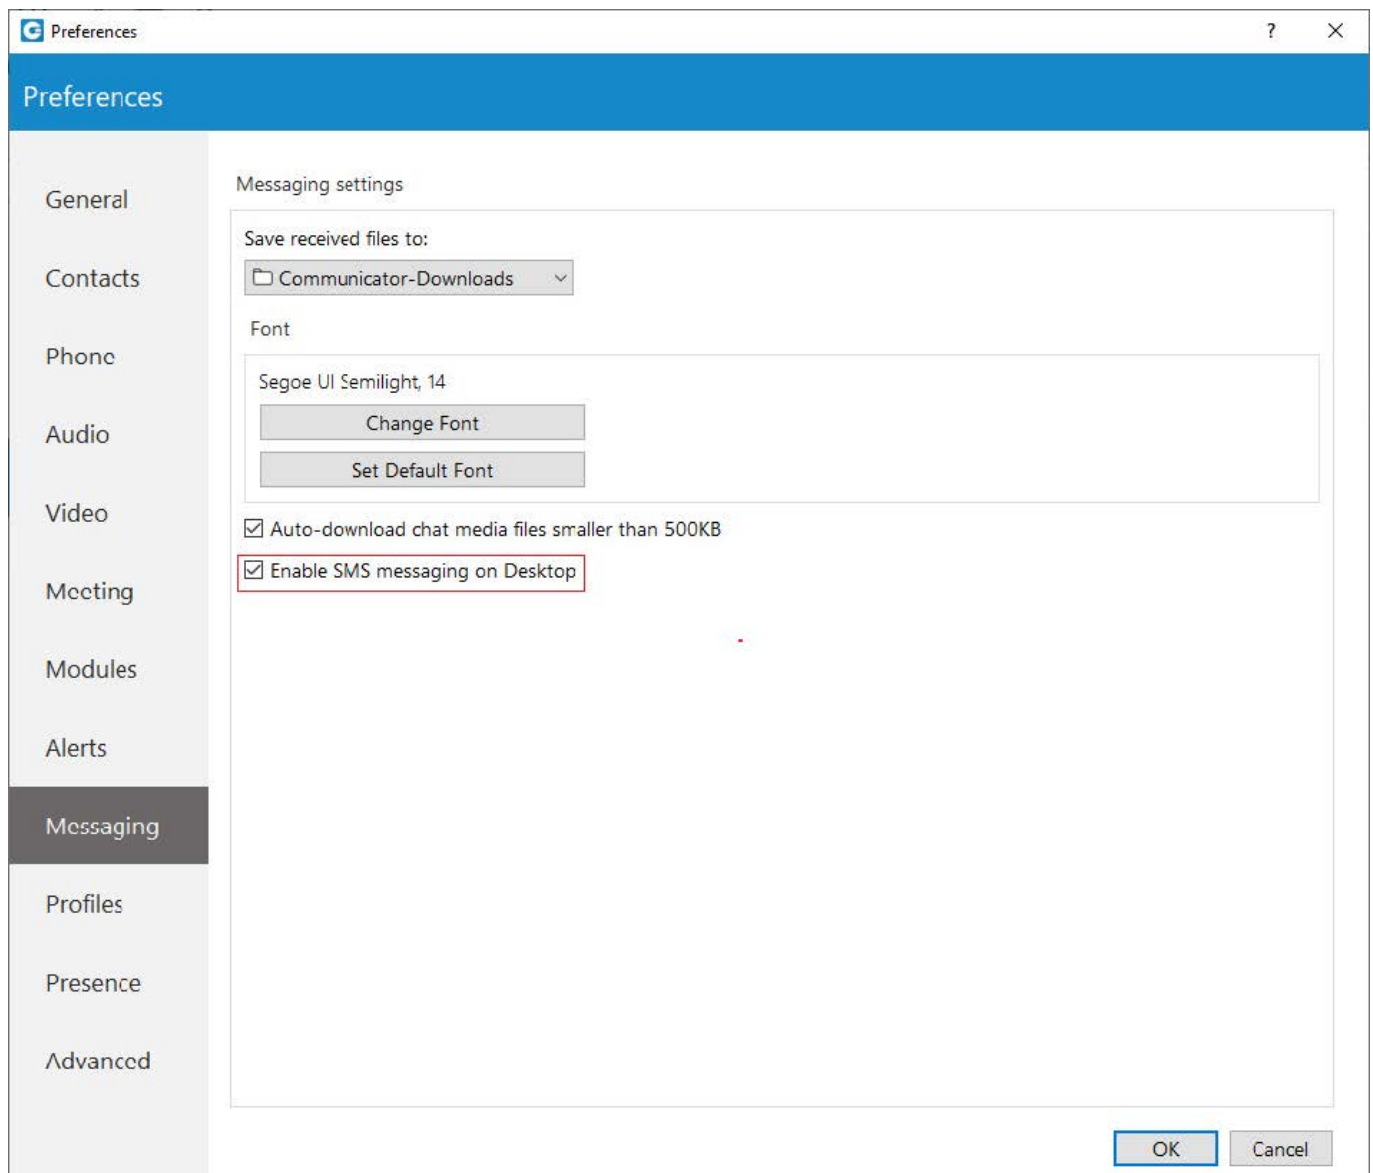 Preferences
Preferences
General
Contacts
Phone
Audio
Video
Meeting
Modules
Alerts
Messaging
Profiles
Presence
Advanced
Messaging settings
Save received files to:
Communicator-Downloads
Font
Segoe UI Semilight, 14
Change Font
Set Default Font
Auto-download chat media files smaller than 500KB
Enable SMS messaging on Desktop
OK Cancel